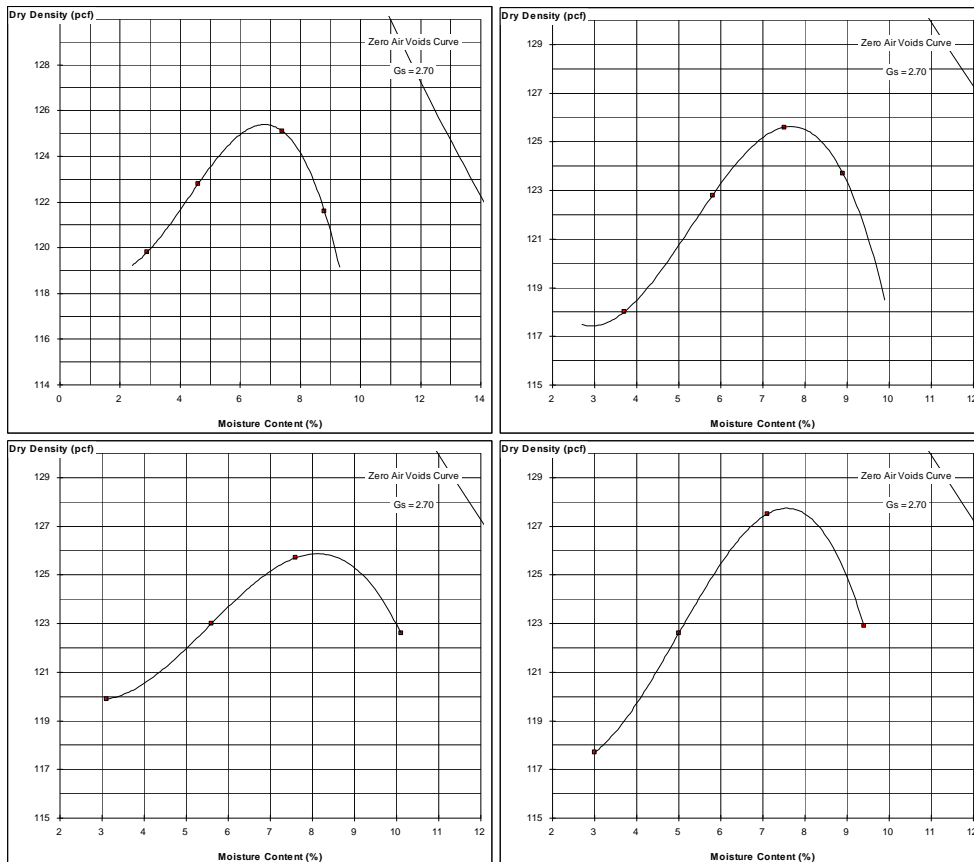 Dry Density (pcf)
Zero Air Voids Curve
Gs = 2.70
128
126
124
122
120
118
116
114
0 2 4 6 8 10 12 14
Moisture Content (%)
Dry Density (pcf)
Zero Air Voids Curve
Gs = 2.70
129
127
125
123
121
119
117
115
2 3 4 5 6 7 8 9 10 11 12
Moisture Content (%)
Dry Density (pcf)
Zero Air Voids Curve
Gs = 2.70
129
127
125
123
121
119
117
115
2 3 4 5 6 7 8 9 10 11 12
Moisture Content (%)
Dry Density (pcf)
Zero Air Voids Curve
Gs = 2.70
129
127
125
123
121
119
117
115
2 3 4 5 6 7 8 9 10 11 12
Moisture Content (%)